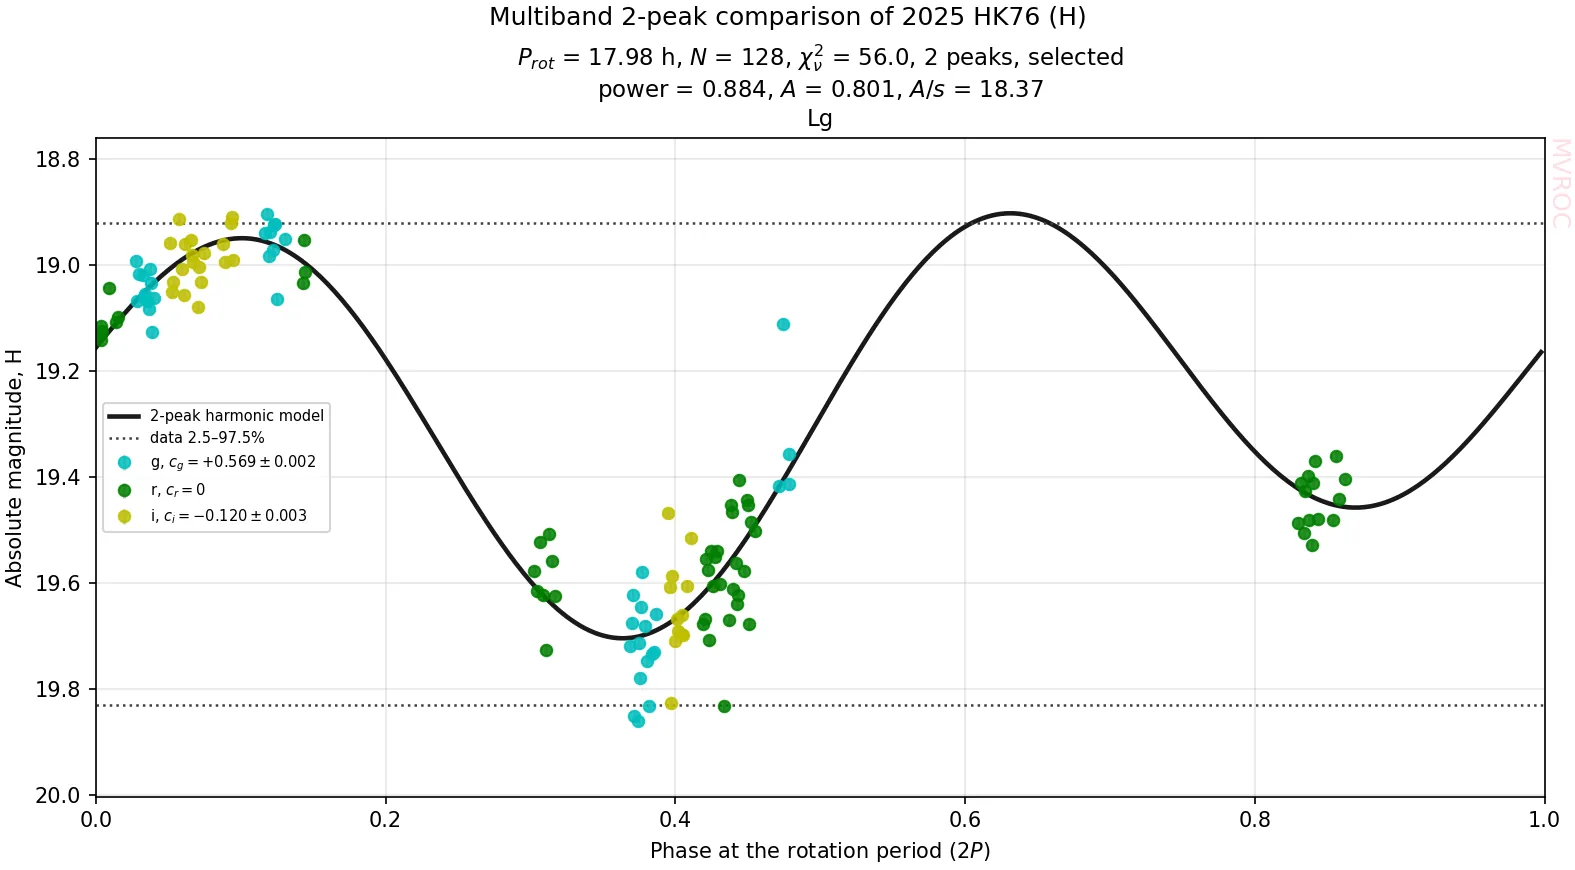 Multiband 2-peak comparison of 2025 HK76 (H)
P_rot = 17.98 h, N = 128, χ²_ν = 56.0, 2 peaks, selected
power = 0.884, A = 0.801, A/s = 18.37
Lg
MVROC
18.8
19.0
19.2
19.4
19.6
19.8
20.0
Absolute magnitude, H
2-peak harmonic model
data 2.5–97.5%
g, c_g = +0.569 ± 0.002
r, c_r = 0
i, c_i = −0.120 ± 0.003
0.0 0.2 0.4 0.6 0.8 1.0
Phase at the rotation period (2P)